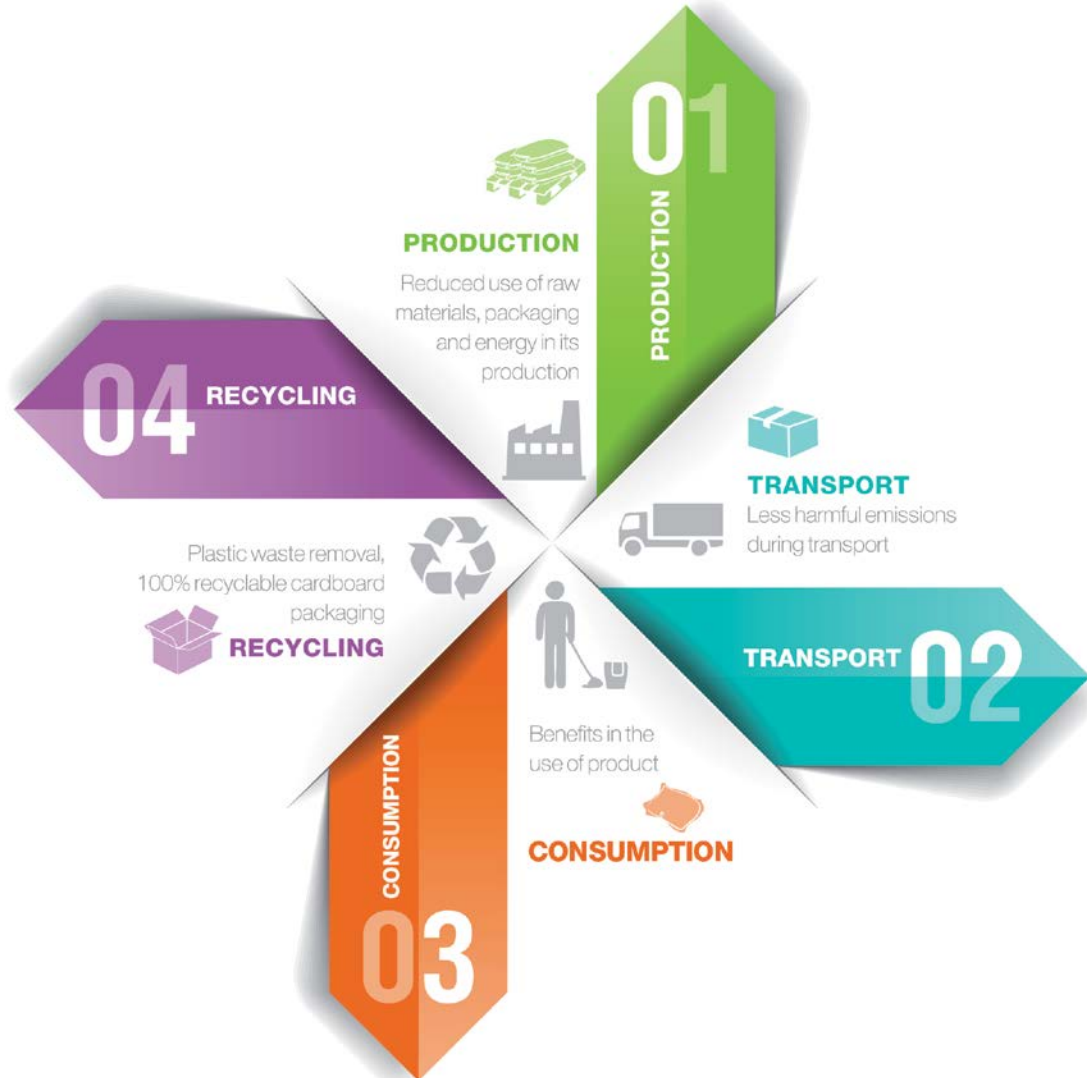 01
PRODUCTION
PRODUCTION
Reduced use of raw
materials, packaging
and energy in its
production
TRANSPORT
Less harmful emissions
during transport
TRANSPORT 02
Benefits in the
use of product
CONSUMPTION
CONSUMPTION
03
04 RECYCLING
Plastic waste removal,
100% recyclable cardboard
packaging
RECYCLING